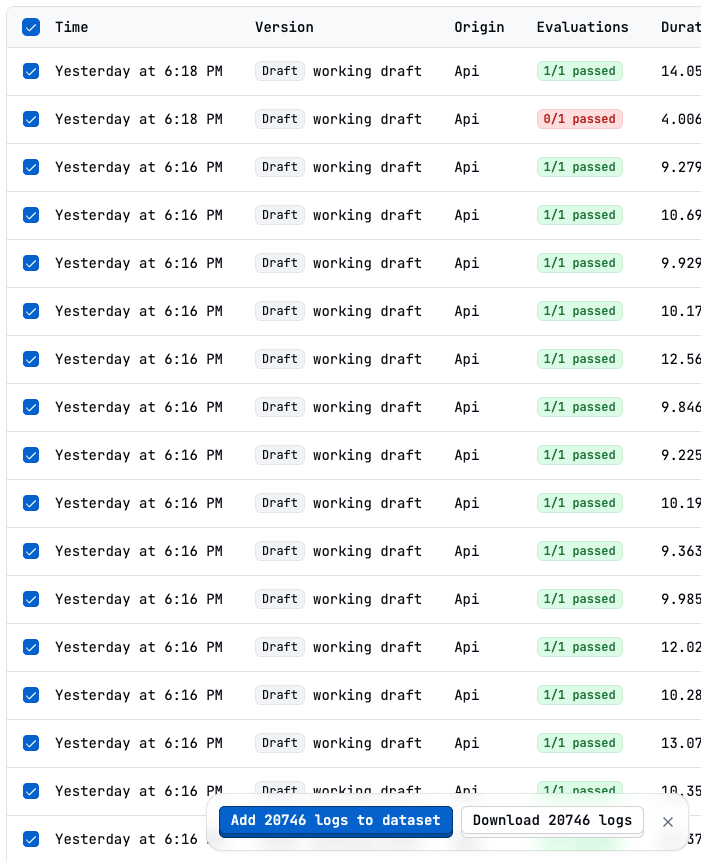 Time Version Origin Evaluations Durat
Yesterday at 6:18 PM Draft working draft Api 1/1 passed 14.05
Yesterday at 6:18 PM Draft working draft Api 0/1 passed 4.006
Yesterday at 6:16 PM Draft working draft Api 1/1 passed 9.279
Yesterday at 6:16 PM Draft working draft Api 1/1 passed 10.69
Yesterday at 6:16 PM Draft working draft Api 1/1 passed 9.929
Yesterday at 6:16 PM Draft working draft Api 1/1 passed 10.17
Yesterday at 6:16 PM Draft working draft Api 1/1 passed 12.56
Yesterday at 6:16 PM Draft working draft Api 1/1 passed 9.846
Yesterday at 6:16 PM Draft working draft Api 1/1 passed 9.225
Yesterday at 6:16 PM Draft working draft Api 1/1 passed 10.19
Yesterday at 6:16 PM Draft working draft Api 1/1 passed 9.363
Yesterday at 6:16 PM Draft working draft Api 1/1 passed 9.985
Yesterday at 6:16 PM Draft working draft Api 1/1 passed 12.02
Yesterday at 6:16 PM Draft working draft Api 1/1 passed 10.28
Yesterday at 6:16 PM Draft working draft Api 1/1 passed 13.07
Yesterday at 6:16 PM Draft working draft Api 1/1 passed 10.35
Add 20746 logs to dataset Download 20746 logs
Yesterday at 6:16